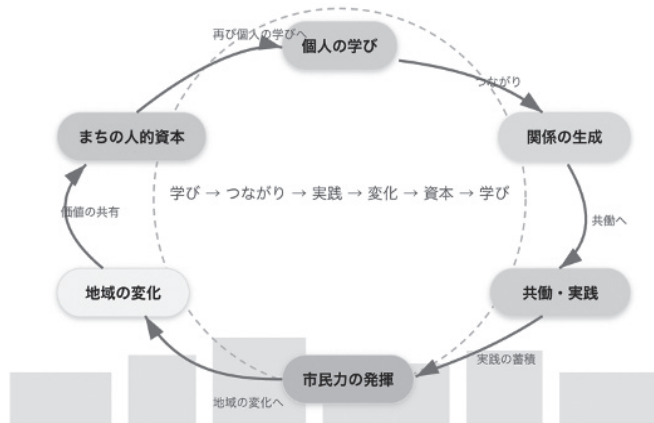 再び個人の学びへ
個人の学び
つながり
まちの人的資本
関係の生成
学び → つながり → 実践 → 変化 → 資本 → 学び
価値の共有
共働へ
地域の変化
共働・実践
実践の蓄積
市民力の発揮
地域の変化へ